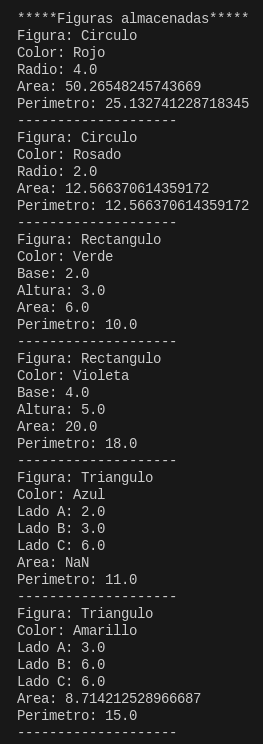 *****Figuras almacenadas*****
Figura: Circulo
Color: Rojo
Radio: 4.0
Area: 50.26548245743669
Perimetro: 25.132741228718345
--------------------
Figura: Circulo
Color: Rosado
Radio: 2.0
Area: 12.566370614359172
Perimetro: 12.566370614359172
--------------------
Figura: Rectangulo
Color: Verde
Base: 2.0
Altura: 3.0
Area: 6.0
Perimetro: 10.0
--------------------
Figura: Rectangulo
Color: Violeta
Base: 4.0
Altura: 5.0
Area: 20.0
Perimetro: 18.0
--------------------
Figura: Triangulo
Color: Azul
Lado A: 2.0
Lado B: 3.0
Lado C: 6.0
Area: NaN
Perimetro: 11.0
--------------------
Figura: Triangulo
Color: Amarillo
Lado A: 3.0
Lado B: 6.0
Lado C: 6.0
Area: 8.714212528966687
Perimetro: 15.0
--------------------